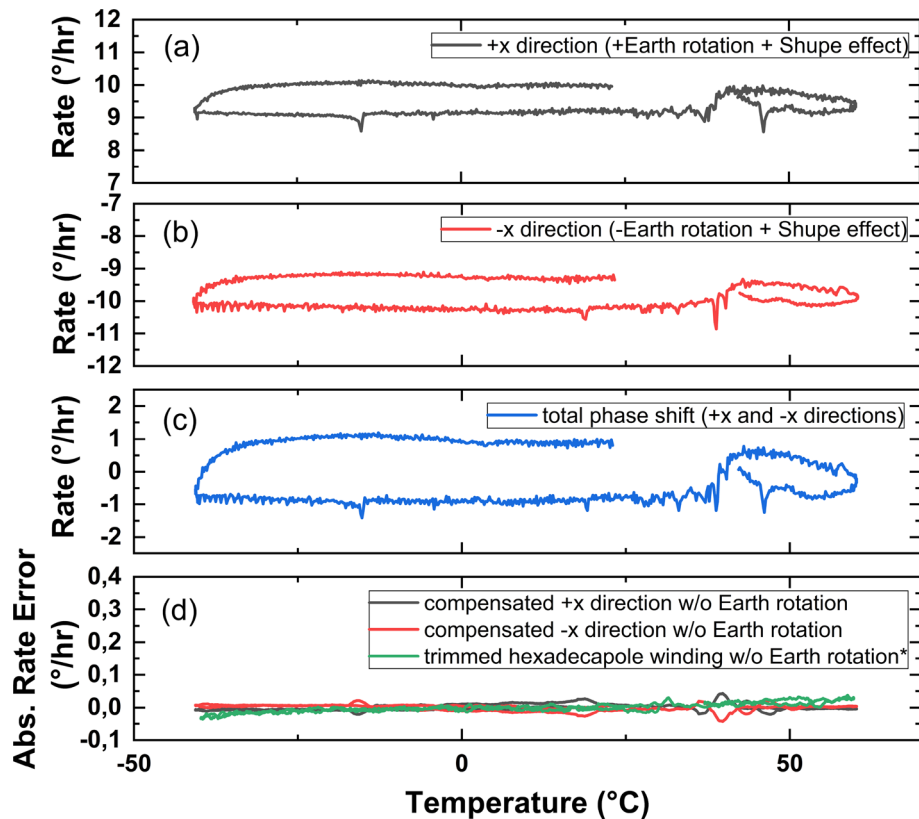 12
11
10
9
8
7
Rate (°/hr)
(a)
+x direction (+Earth rotation + Shupe effect)
-7
-8
-9
-10
-11
-12
Rate (°/hr)
(b)
-x direction (-Earth rotation + Shupe effect)
2
1
0
-1
-2
Rate (°/hr)
(c)
total phase shift (+x and -x directions)
0,4
0,3
0,2
0,1
0,0
-0,1
Abs. Rate Error
(°/hr)
(d)
compensated +x direction w/o Earth rotation
compensated -x direction w/o Earth rotation
trimmed hexadecapole winding w/o Earth rotation*
-50
0
50
Temperature (°C)